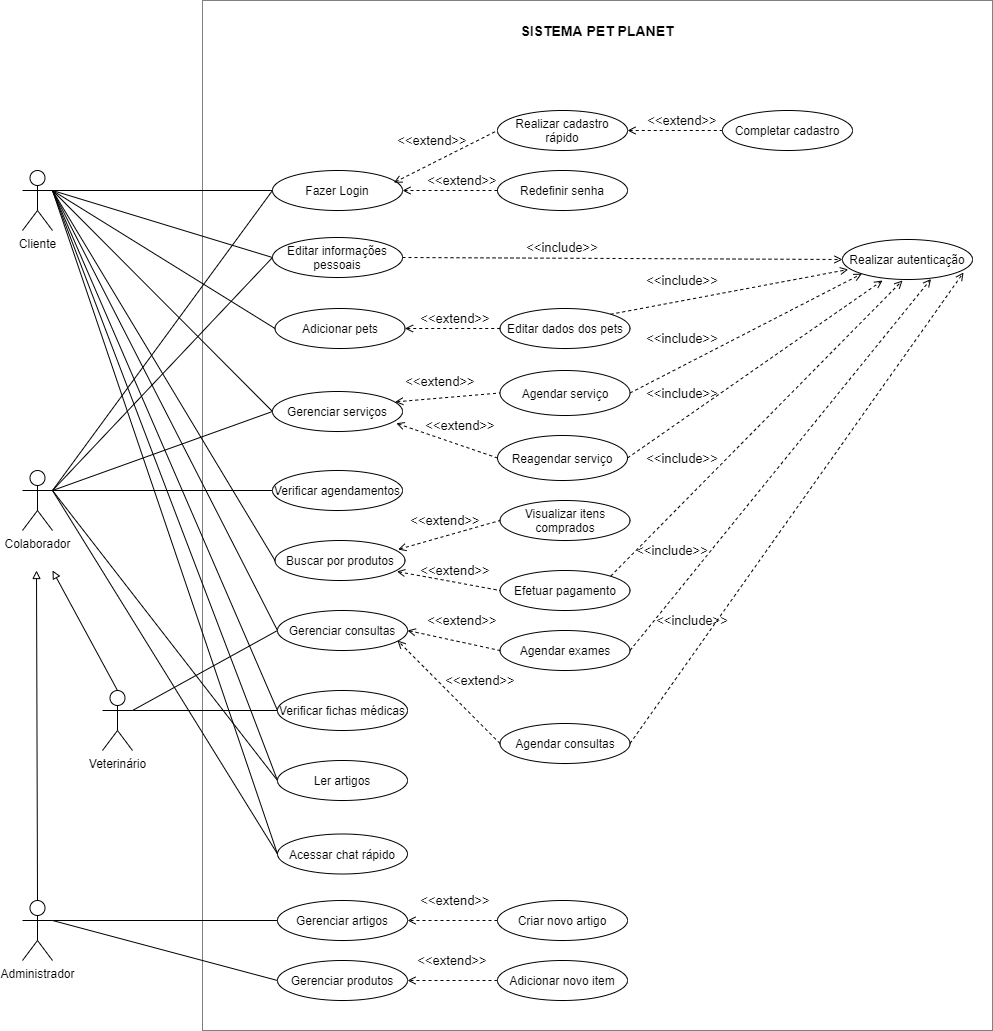 SISTEMA PET PLANET
Realizar cadastro
rápido
<<extend>>
Completar cadastro
<<extend>>
Fazer Login
<<extend>>
Redefinir senha
Cliente
Editar informações
pessoais
<<include>>
Realizar autenticação
<<include>>
Adicionar pets
<<extend>>
Editar dados dos pets
<<include>>
<<extend>>
Agendar serviço
<<include>>
Gerenciar serviços
<<extend>>
Reagendar serviço
<<include>>
Verificar agendamentos
Colaborador
<<extend>>
Visualizar itens
comprados
Buscar por produtos
<<extend>>
Efetuar pagamento
<<include>>
Gerenciar consultas
<<extend>>
Agendar exames
<<include>>
<<extend>>
Verificar fichas médicas
Agendar consultas
Veterinário
Ler artigos
Acessar chat rápido
Gerenciar artigos
<<extend>>
Criar novo artigo
Administrador
Gerenciar produtos
<<extend>>
Adicionar novo item